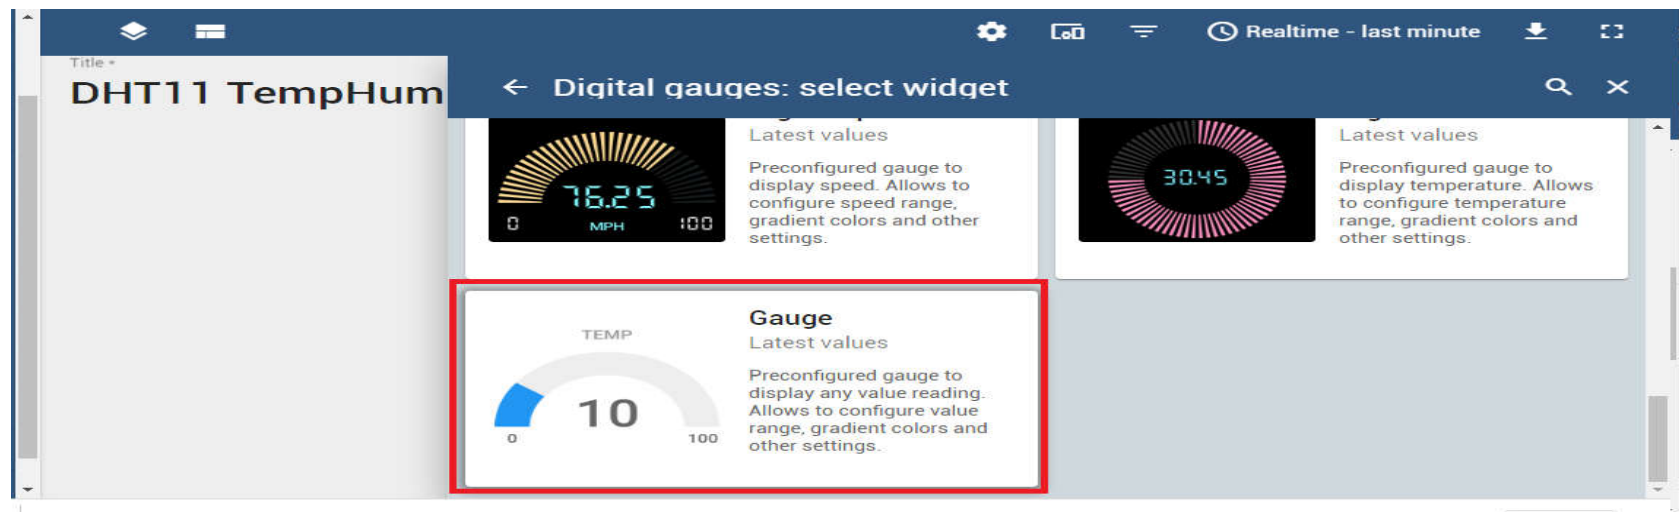 Realtime - last minute
Title *
DHT11 TempHum
Digital gauges: select widget
76.25
0
MPH
100
Latest values
Preconfigured gauge to
display speed. Allows to
configure speed range,
gradient colors and other
settings.
30.45
Latest values
Preconfigured gauge to
display temperature. Allows
to configure temperature
range, gradient colors and
other settings.
TEMP
10
0
100
Gauge
Latest values
Preconfigured gauge to
display any value reading.
Allows to configure value
range, gradient colors and
other settings.